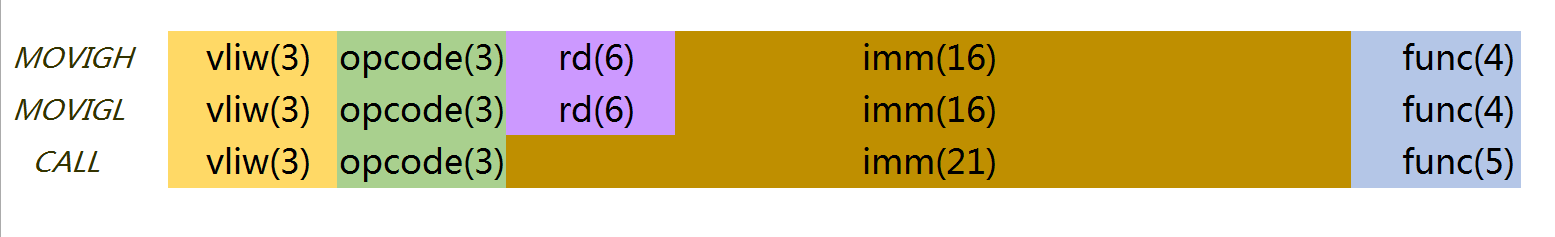 MOVIGH vliw(3) opcode(3) rd(6) imm(16) func(4)
MOVIGL vliw(3) opcode(3) rd(6) imm(16) func(4)
CALL vliw(3) opcode(3) imm(21) func(5)